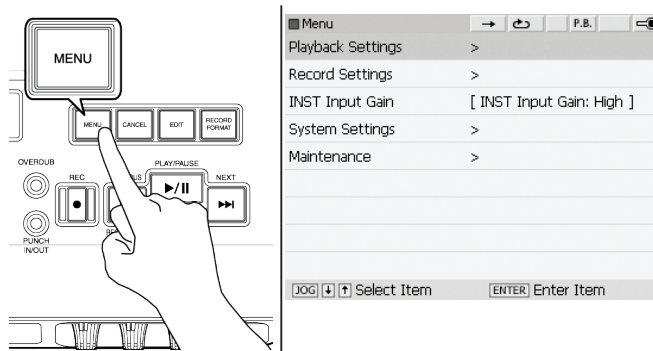 MENU
MENU
CANCEL
EDIT
RECORD
FORMAT
OVERDUB
REC
PLAY/PAUSE
NEXT
PUNCH
IN/OUT
Menu
P.B.
Playback Settings >
Record Settings >
INST Input Gain [ INST Input Gain: High ]
System Settings >
Maintenance >
JOG Select Item ENTER Enter Item